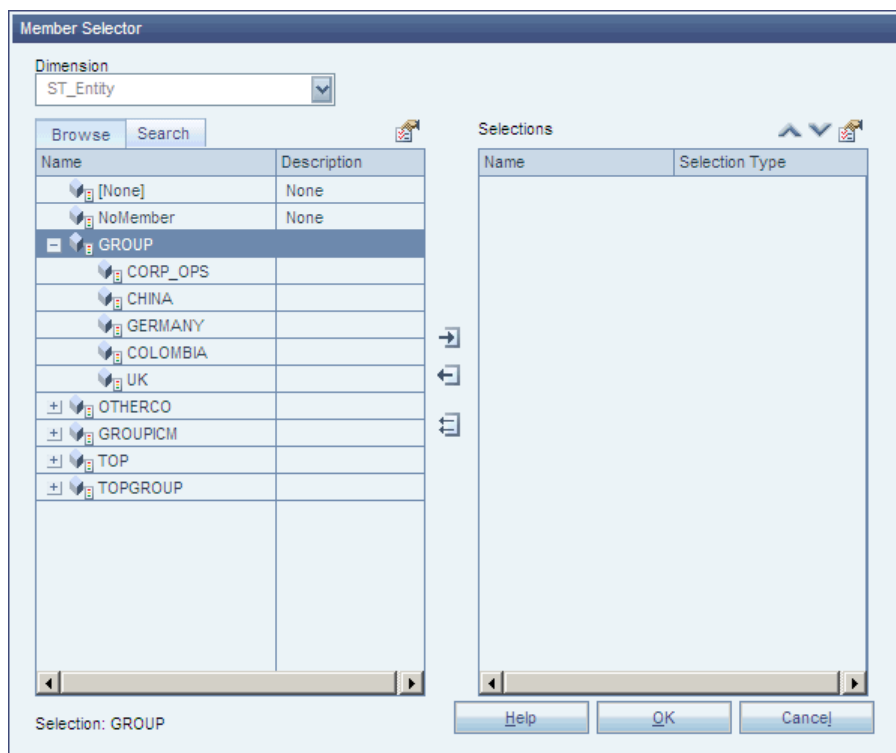 Member Selector
Dimension
ST_Entity
Browse Search
Selections
Name Description
Name Selection Type
[None] None
NoMember None
GROUP
CORP_OPS
CHINA
GERMANY
COLOMBIA
UK
OTHERCO
GROUPICM
TOP
TOPGROUP
Selection: GROUP
Help OK Cancel